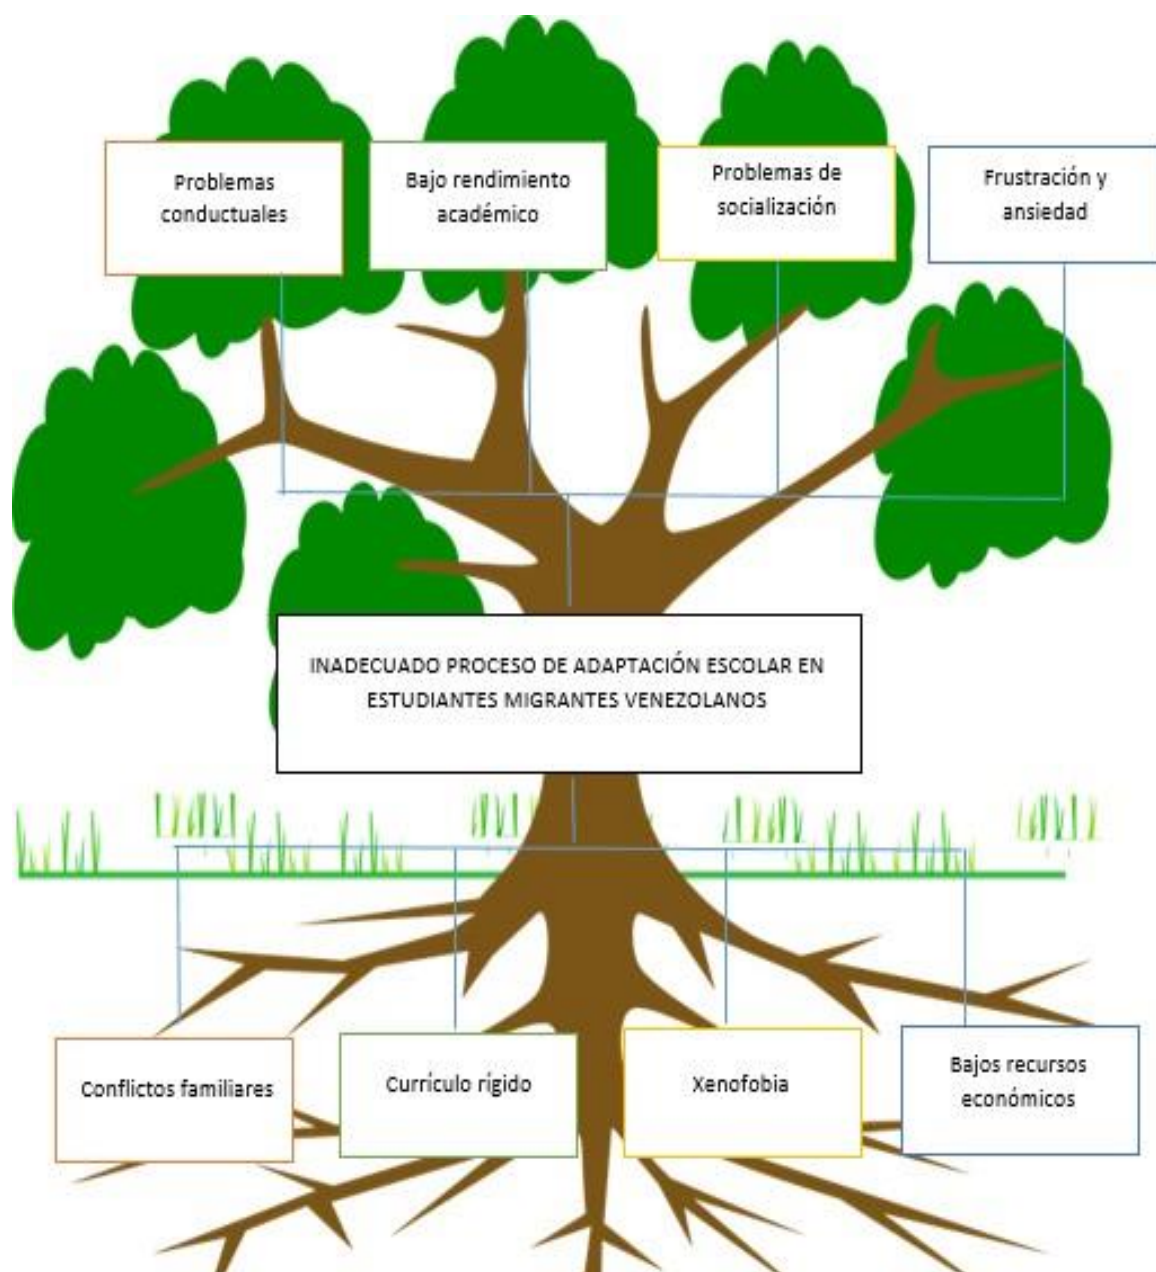 Problemas
conductuales
Bajo rendimiento
académico
Problemas de
socialización
Frustración y
ansiedad
INADECUADO PROCESO DE ADAPTACIÓN ESCOLAR EN
ESTUDIANTES MIGRANTES VENEZOLANOS
Conflictos familiares
Currículo rígido
Xenofobia
Bajos recursos
económicos